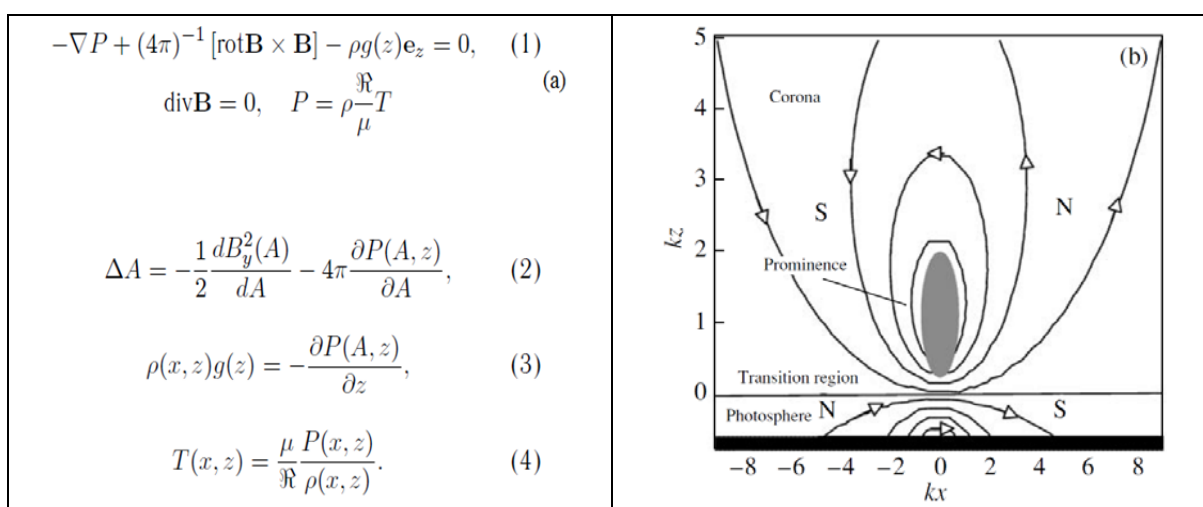 −∇P + (4π)⁻¹ [rotB × B] − ρg(z)e_z = 0, (1)
(a)
divB = 0, P = ρ ℜ/μ T
ΔA = −1/2 dB_y²(A)/dA − 4π ∂P(A, z)/∂A, (2)
ρ(x, z)g(z) = −∂P(A, z)/∂z, (3)
T(x, z) = μ/ℜ P(x, z)/ρ(x, z). (4)
(b)
5
Corona
4
3
S N
kz
2
Prominence
1
Transition region
0
Photosphere N S
−8 −6 −4 −2 0 2 4 6 8
kx